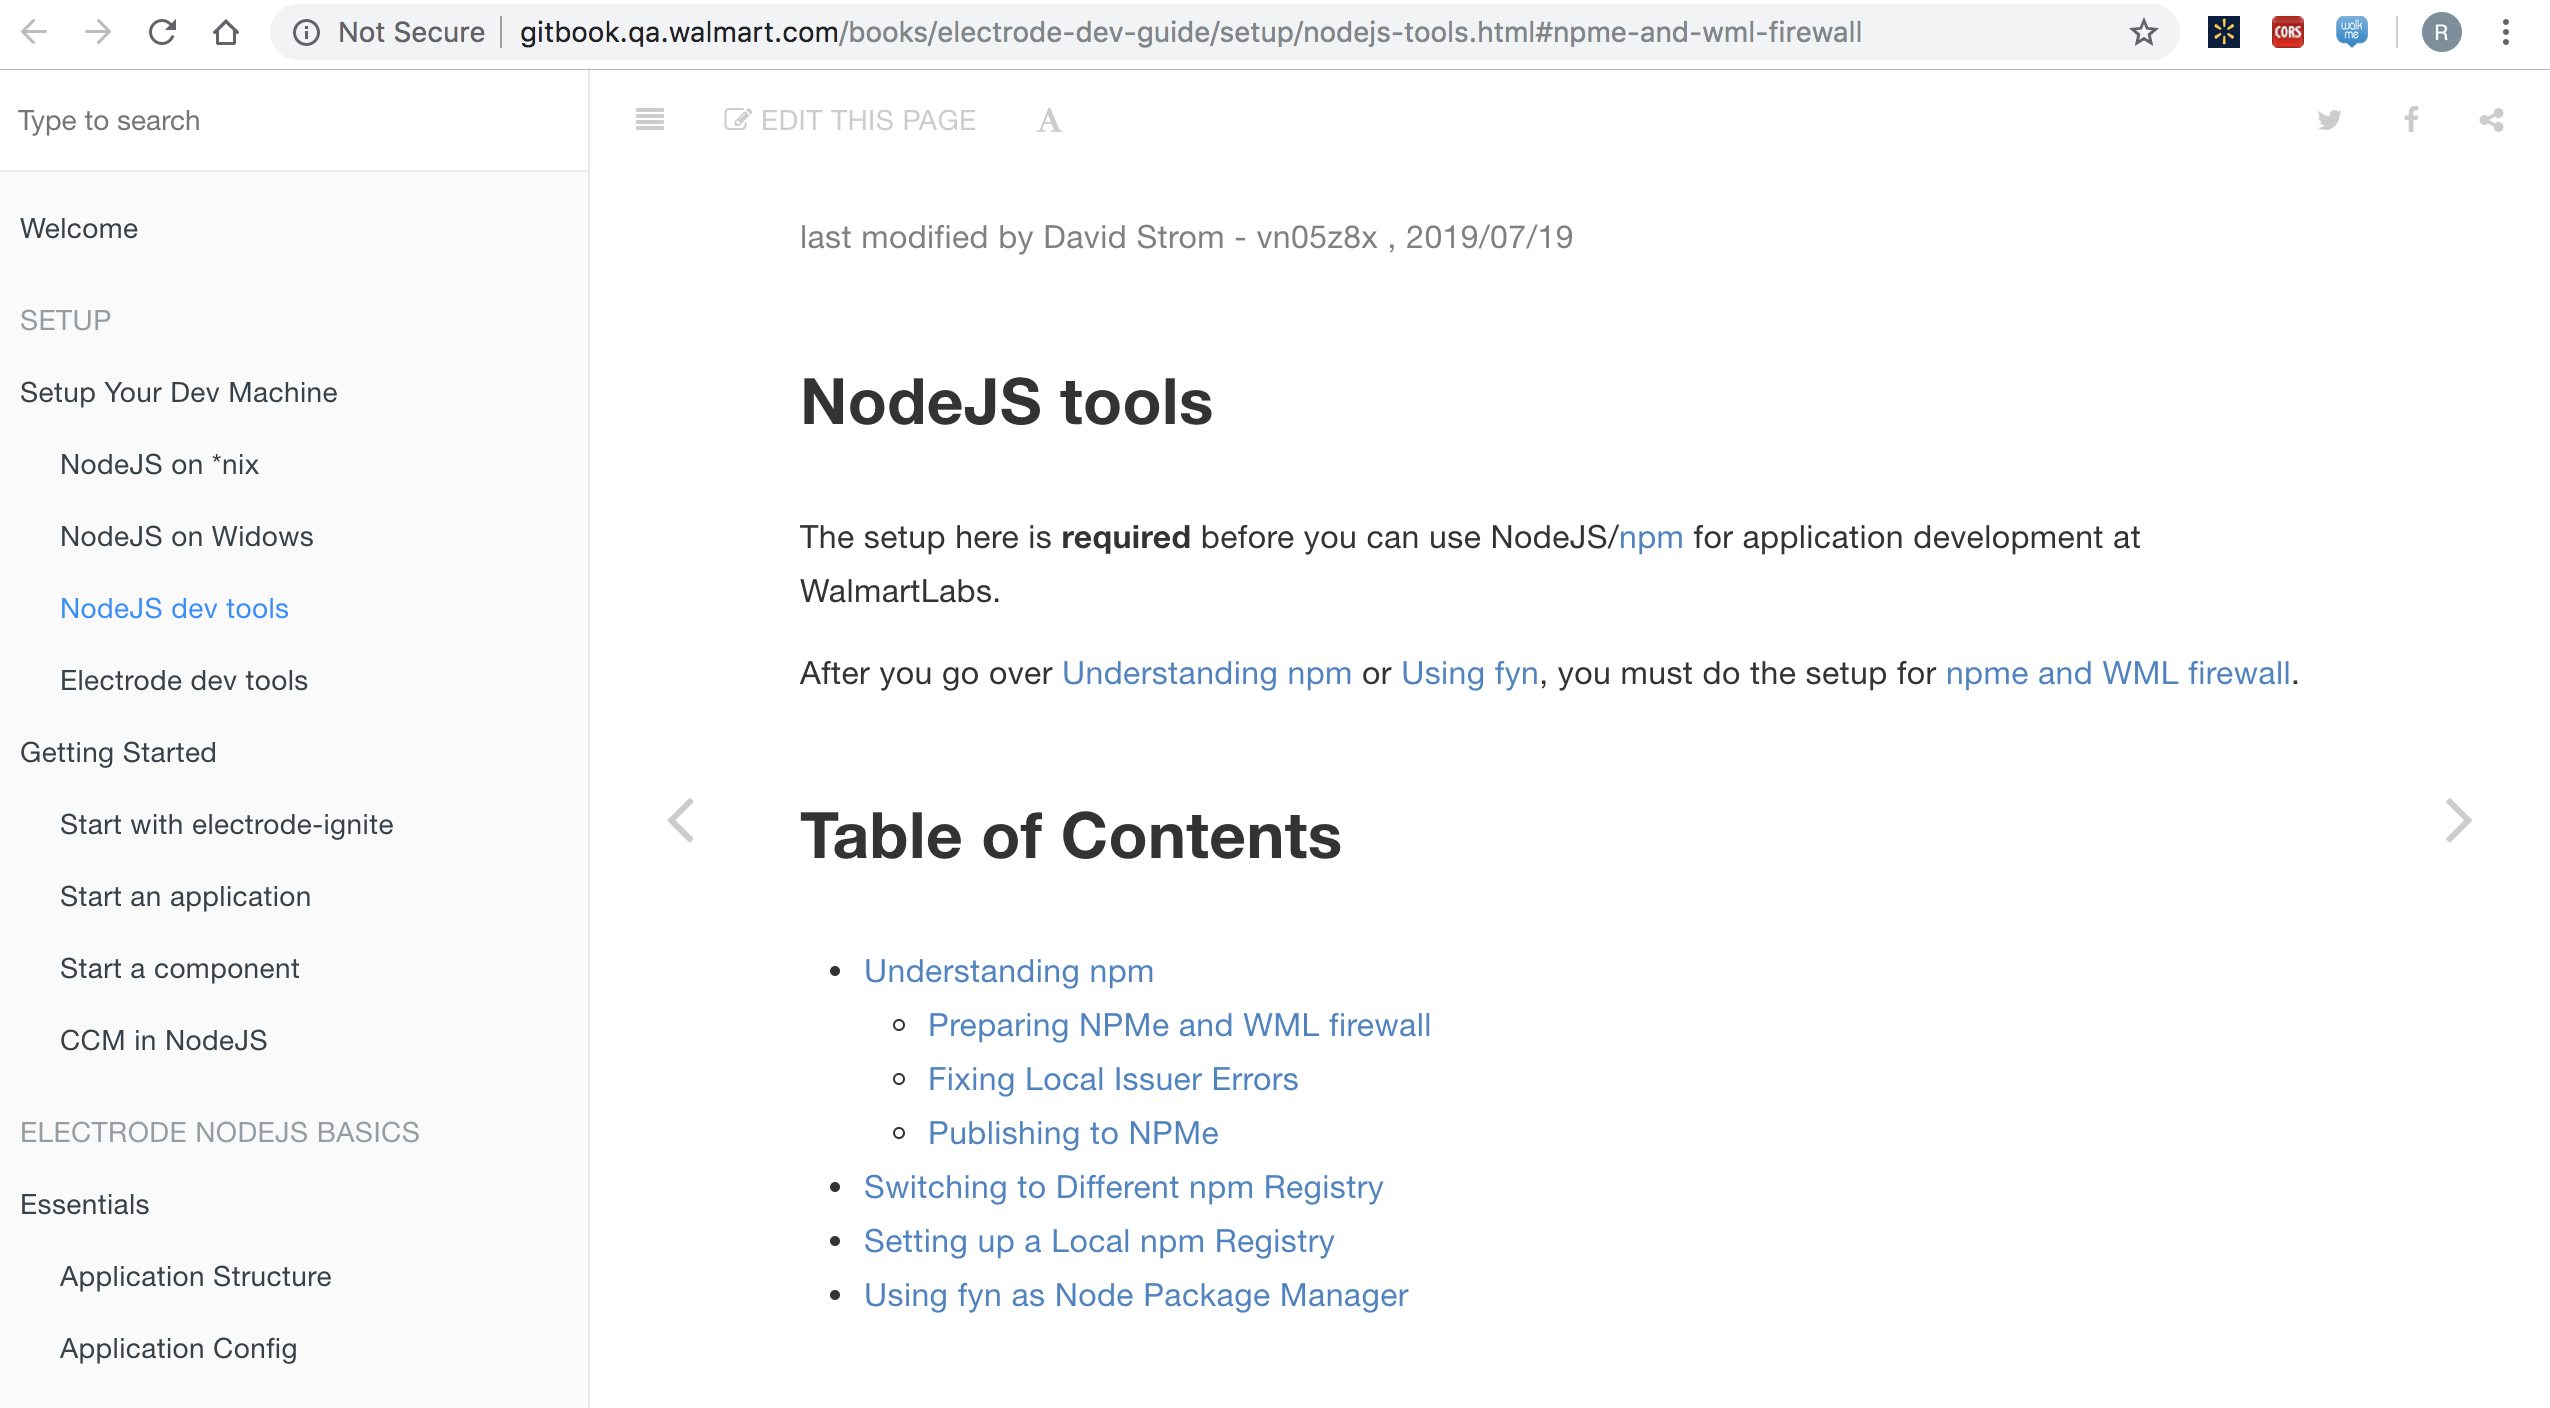 Not Secure | gitbook.qa.walmart.com/books/electrode-dev-guide/setup/nodejs-tools.html#npme-and-wml-firewall
CORS
walk me
R
Type to search
EDIT THIS PAGE
A
Welcome
SETUP
Setup Your Dev Machine
NodeJS on *nix
NodeJS on Widows
NodeJS dev tools
Electrode dev tools
Getting Started
Start with electrode-ignite
Start an application
Start a component
CCM in NodeJS
ELECTRODE NODEJS BASICS
Essentials
Application Structure
Application Config
last modified by David Strom - vn05z8x , 2019/07/19
NodeJS tools
The setup here is required before you can use NodeJS/npm for application development at
WalmartLabs.
After you go over Understanding npm or Using fyn, you must do the setup for npme and WML firewall.
Table of Contents
• Understanding npm
◦ Preparing NPMe and WML firewall
◦ Fixing Local Issuer Errors
◦ Publishing to NPMe
• Switching to Different npm Registry
• Setting up a Local npm Registry
• Using fyn as Node Package Manager